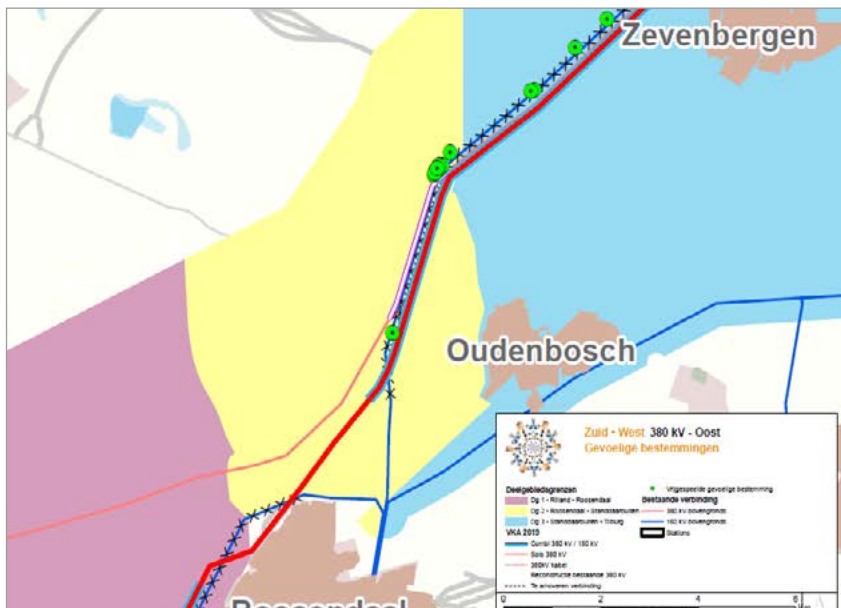 Zevenbergen
Oudenbosch
Roosendaal
Zuid - West 380 kV - Oost
Gevoelige bestemmingen
Deelgebiedsgrenzen
Dg 1 - Rilland - Roosendaal
Dg 2 - Roosendaal - Standdaarbuiten
Dg 3 - Standdaarbuiten - Tilburg
VKA 2019
Combi 380 kV / 150 kV
Solo 380 kV
380kV kabel
Reconstructie bestaande 380 kV
Te amoveren verbinding
Vrijgespeelde gevoelige bestemming
Bestaande verbinding
380 kV bovengronds
150 kV bovengronds
Stations
0 2 4 6